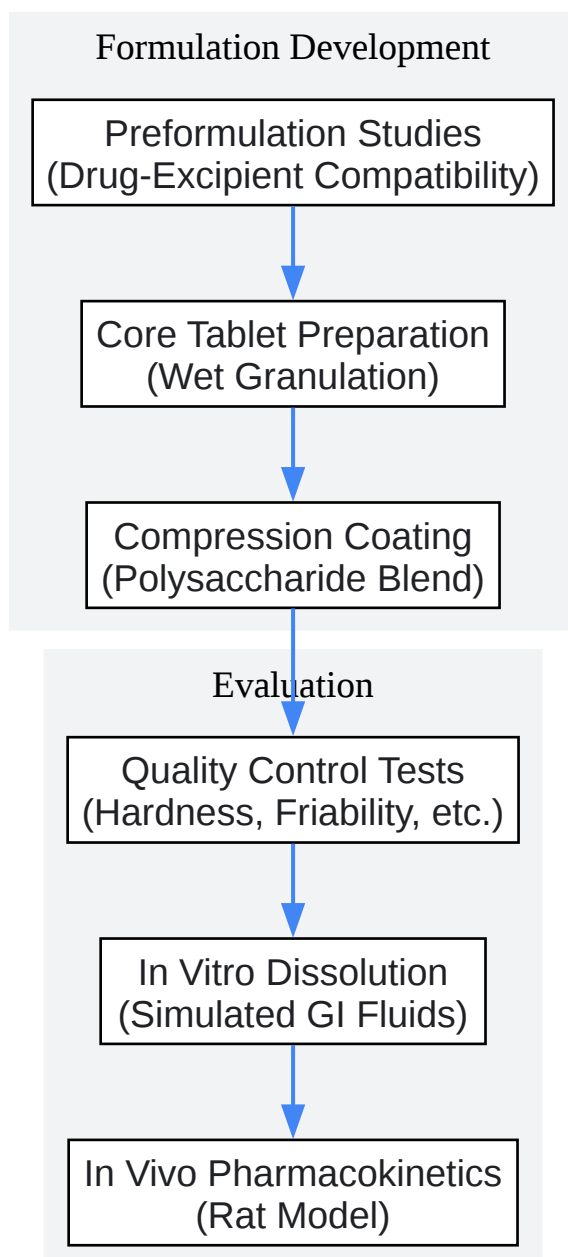 Formulation Development
Preformulation Studies
(Drug-Excipient Compatibility)
Core Tablet Preparation
(Wet Granulation)
Compression Coating
(Polysaccharide Blend)
Evaluation
Quality Control Tests
(Hardness, Friability, etc.)
In Vitro Dissolution
(Simulated GI Fluids)
In Vivo Pharmacokinetics
(Rat Model)